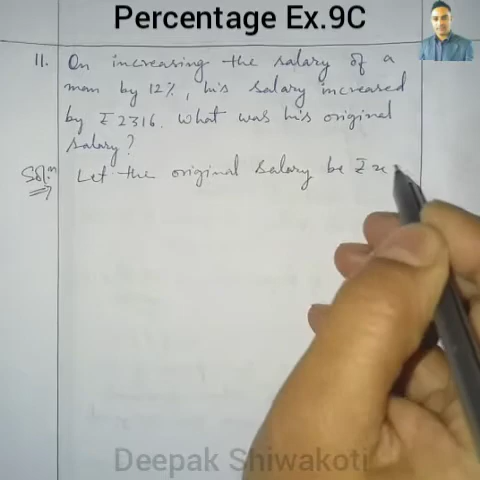 Percentage Ex.9C
11. On increasing the salary of a
man by 12%, his salary increased
by ₹2316. What was his original
salary?
Solⁿ Let the original salary be ₹x
Deepak Shiwakoti